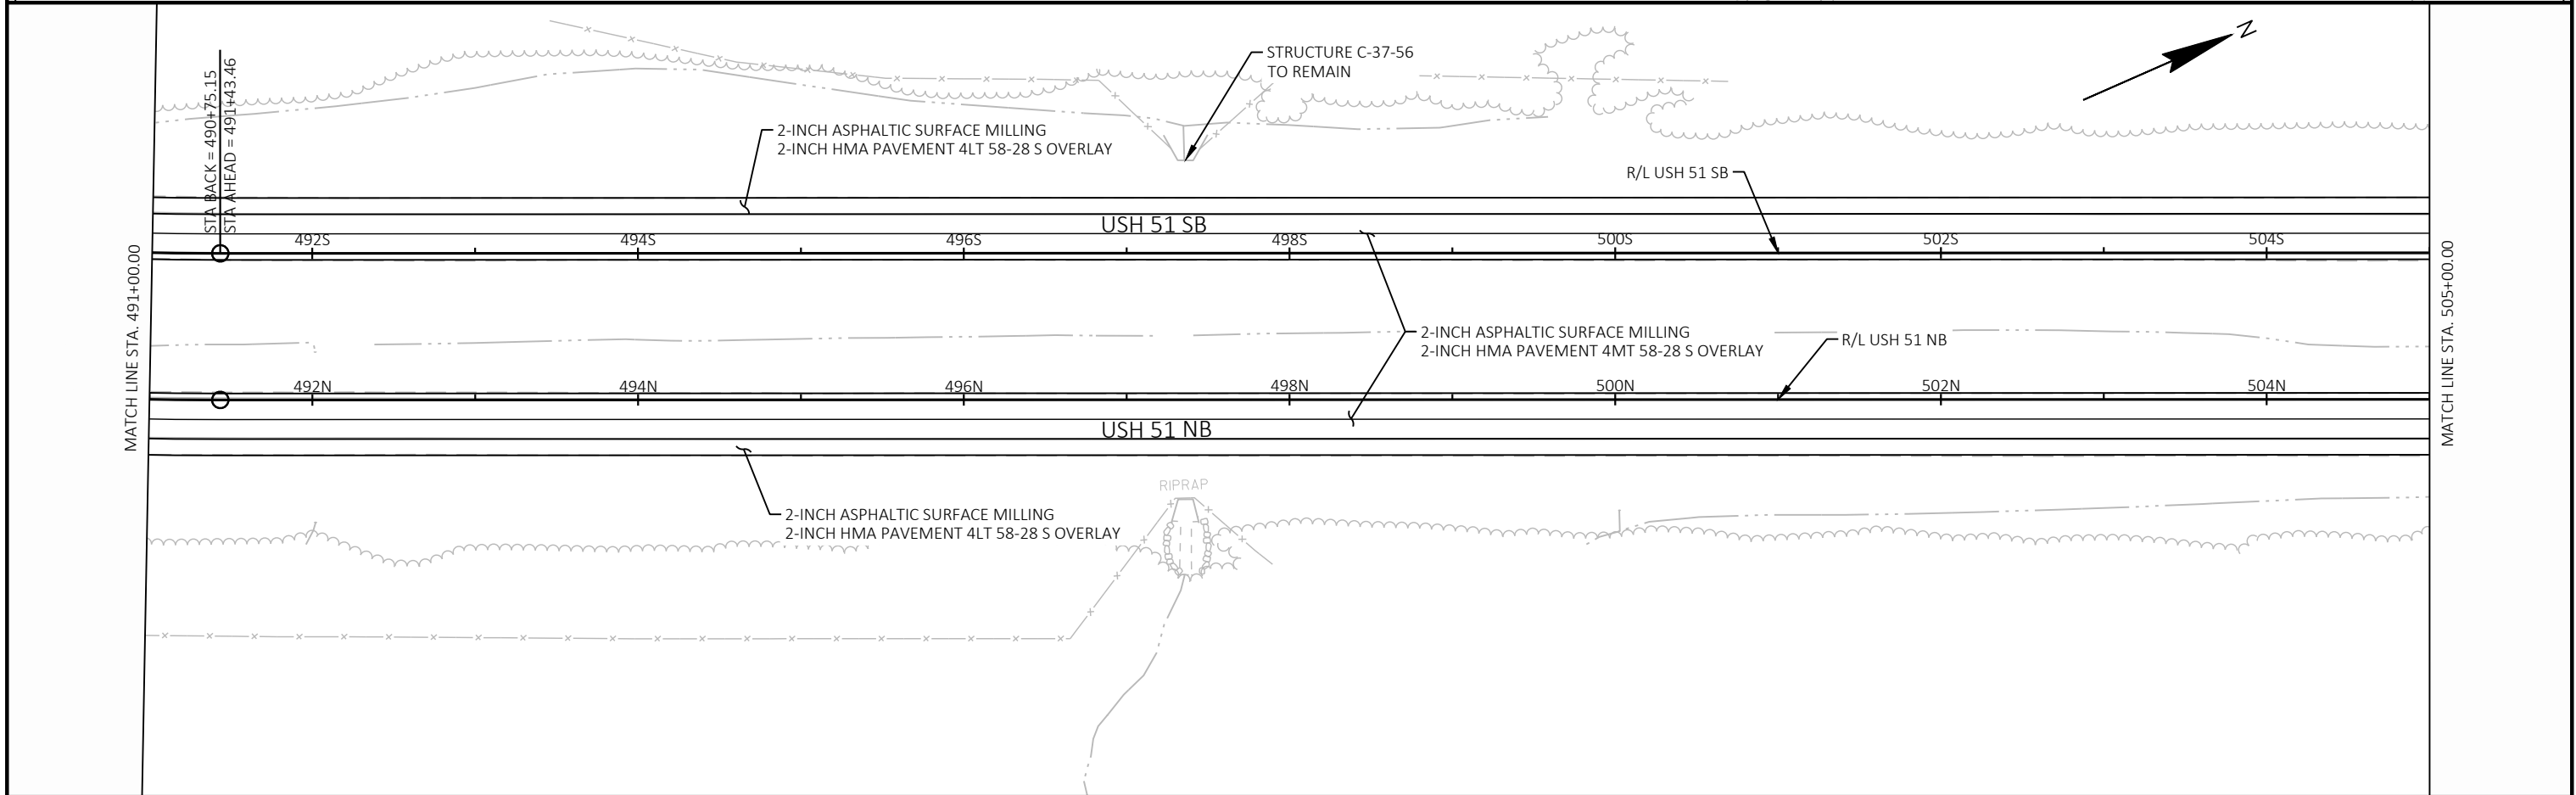 STRUCTURE C-37-56
TO REMAIN
N
STA BACK = 490+75.15
STA AHEAD = 491+43.46
2-INCH ASPHALTIC SURFACE MILLING
2-INCH HMA PAVEMENT 4LT 58-28 S OVERLAY
R/L USH 51 SB
USH 51 SB
492S
494S
496S
498S
500S
502S
504S
MATCH LINE STA. 491+00.00
MATCH LINE STA. 505+00.00
2-INCH ASPHALTIC SURFACE MILLING
2-INCH HMA PAVEMENT 4MT 58-28 S OVERLAY
R/L USH 51 NB
492N
494N
496N
498N
500N
502N
504N
USH 51 NB
RIPRAP
2-INCH ASPHALTIC SURFACE MILLING
2-INCH HMA PAVEMENT 4LT 58-28 S OVERLAY